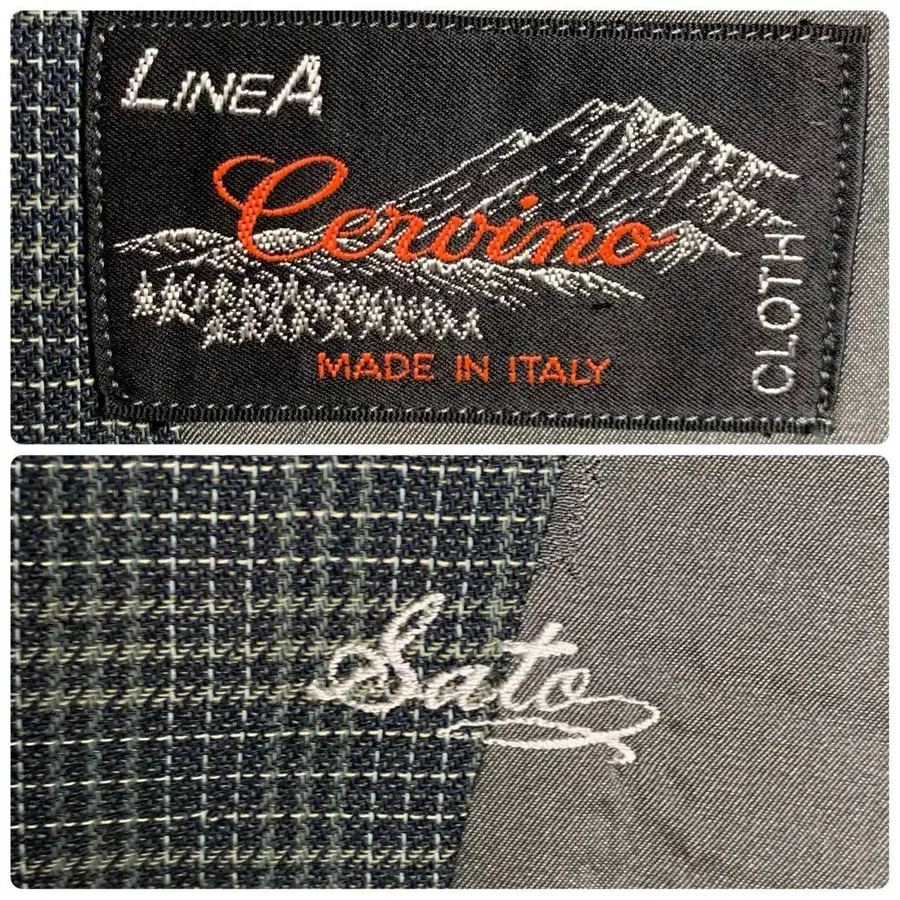 LINEA
Cervino
CLOTH
MADE IN ITALY
Sato